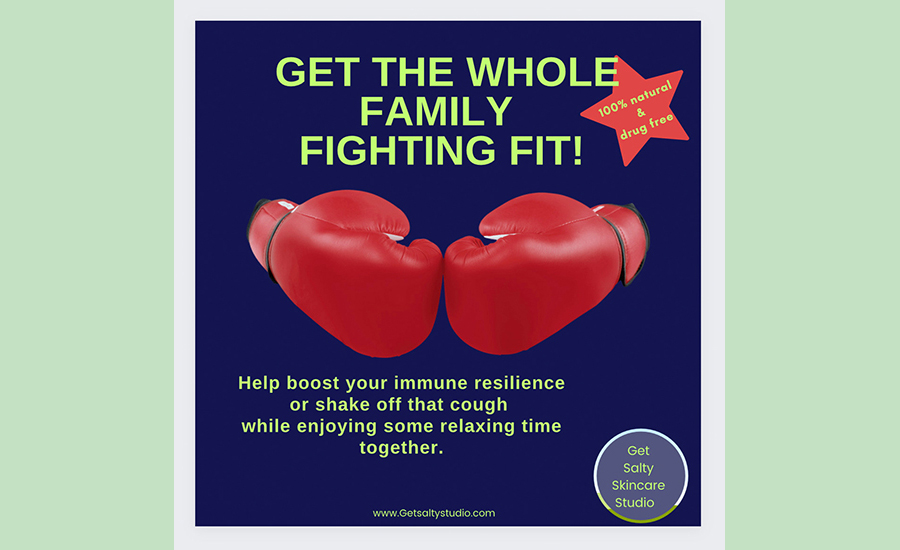 GET THE WHOLE
FAMILY
FIGHTING FIT!
100% natural
&
drug free
Help boost your immune resilience
or shake off that cough
while enjoying some relaxing time
together.
Get
Salty
Skincare
Studio
www.Getsaltystudio.com